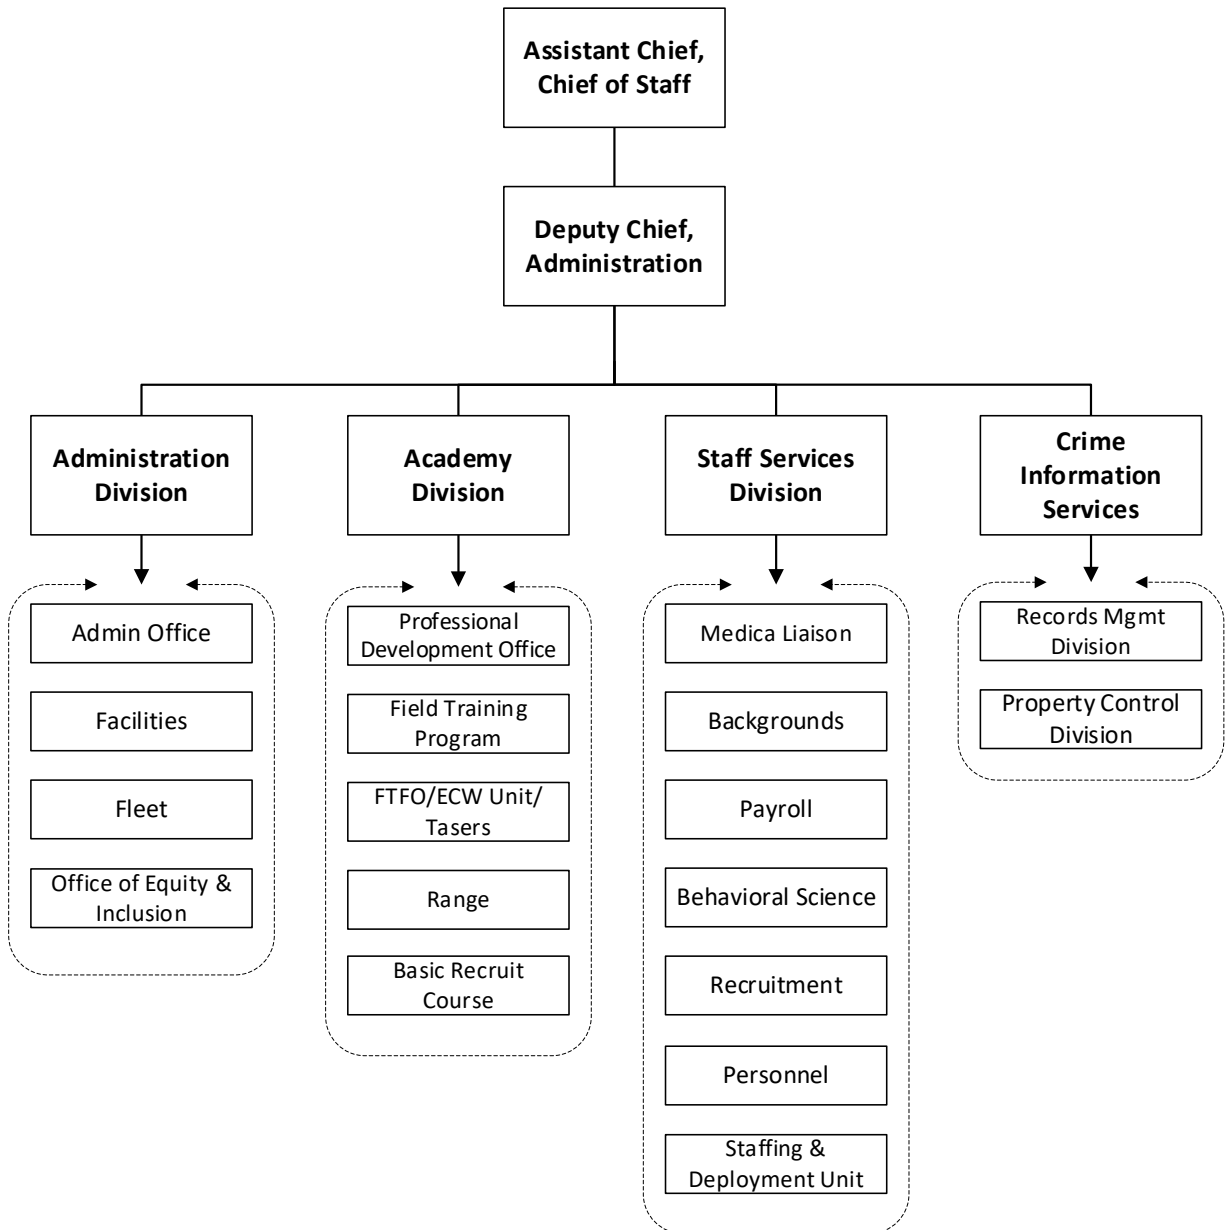 Assistant Chief,
Chief of Staff
Deputy Chief,
Administration
Administration
Division
Admin Office
Facilities
Fleet
Office of Equity &
Inclusion
Academy
Division
Professional
Development Office
Field Training
Program
FTFO/ECW Unit/
Tasers
Range
Basic Recruit
Course
Staff Services
Division
Medica Liaison
Backgrounds
Payroll
Behavioral Science
Recruitment
Personnel
Staffing &
Deployment Unit
Crime
Information
Services
Records Mgmt
Division
Property Control
Division